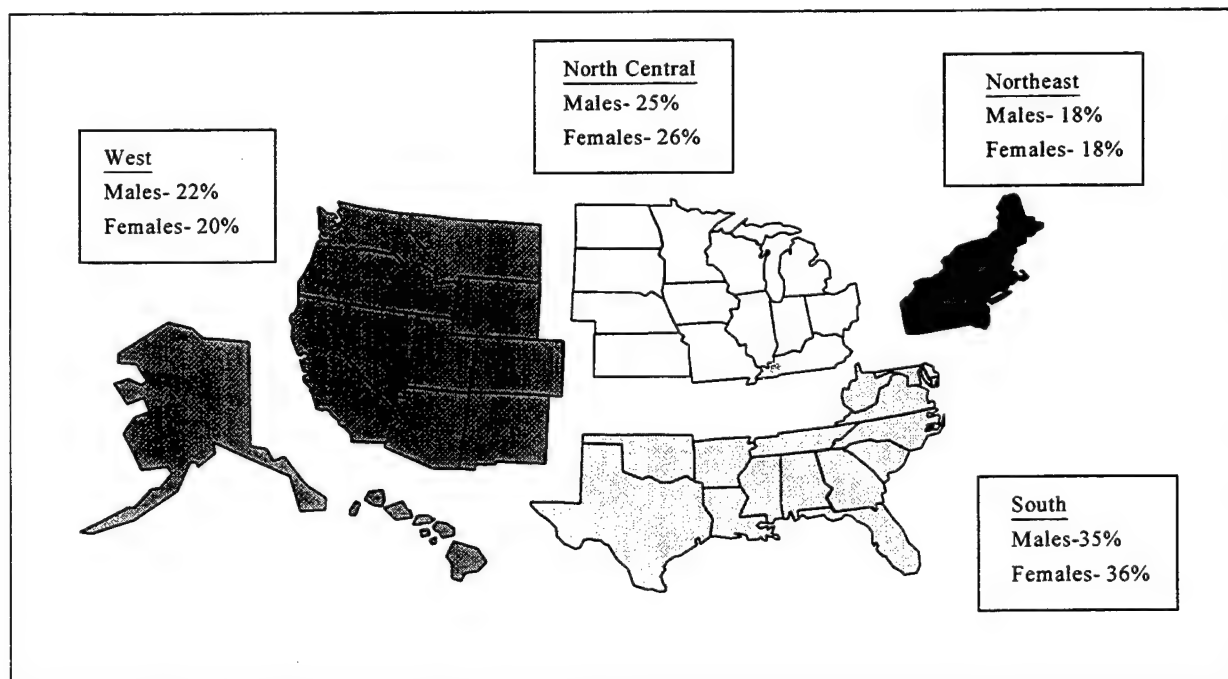 North Central
Males- 25%
Females- 26%
Northeast
Males- 18%
Females- 18%
West
Males- 22%
Females- 20%
South
Males-35%
Females- 36%